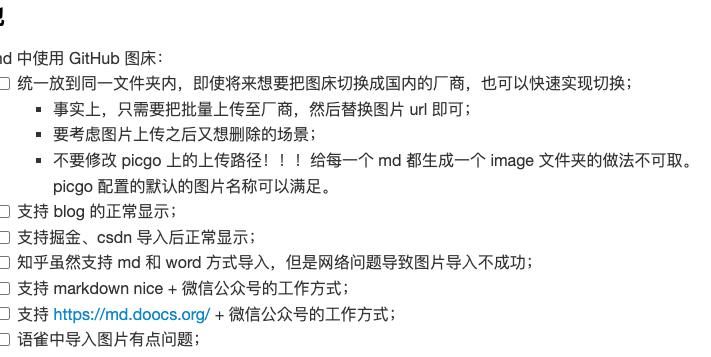 md 中使用 GitHub 图床：
统一放到同一文件夹内，即使将来想要把图床切换成国内的厂商，也可以快速实现切换；
事实上，只需要把批量上传至厂商，然后替换图片 url 即可；
要考虑图片上传之后又想删除的场景；
不要修改 picgo 上的上传路径！！！给每一个 md 都生成一个 image 文件夹的做法不可取。
picgo 配置的默认的图片名称可以满足。
支持 blog 的正常显示；
支持掘金、csdn 导入后正常显示；
知乎虽然支持 md 和 word 方式导入，但是网络问题导致图片导入不成功；
支持 markdown nice + 微信公众号的工作方式；
支持 https://md.doocs.org/ + 微信公众号的工作方式；
语雀中导入图片有点问题；